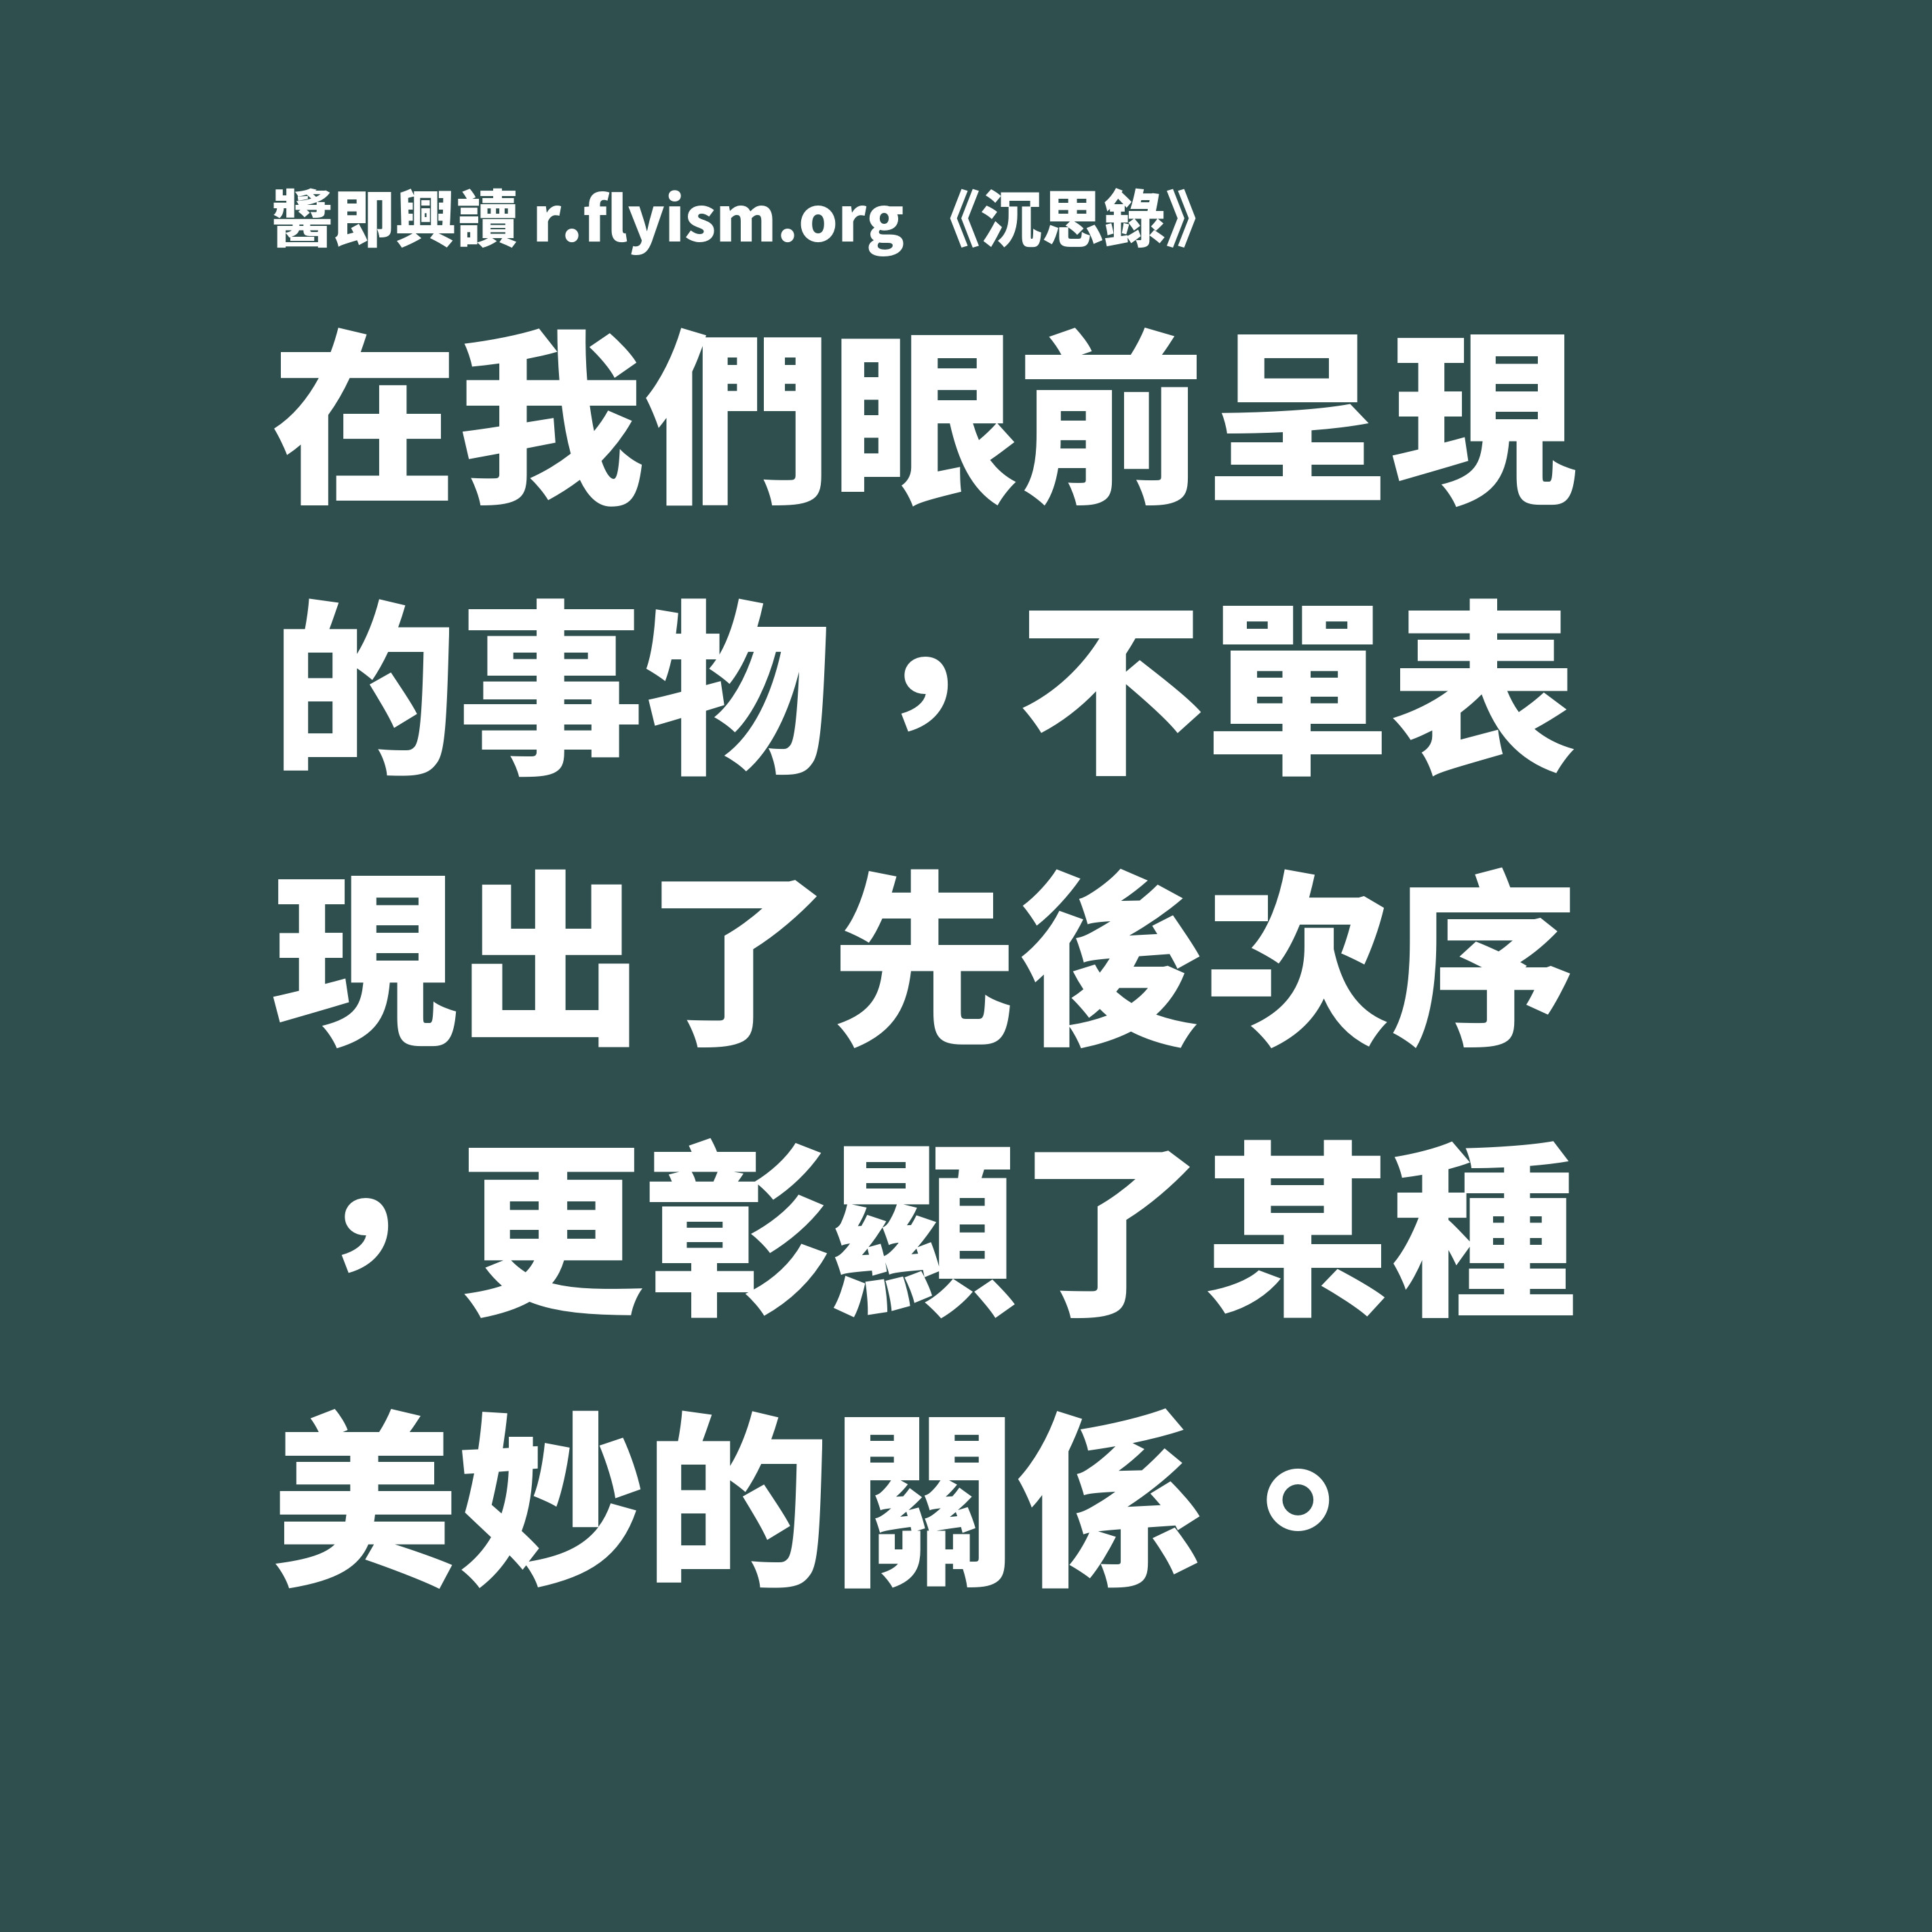 暫即閱讀 r.flyism.org 《沉思錄》
在我們眼前呈現
的事物，不單表
現出了先後次序
，更彰顯了某種
美妙的關係。